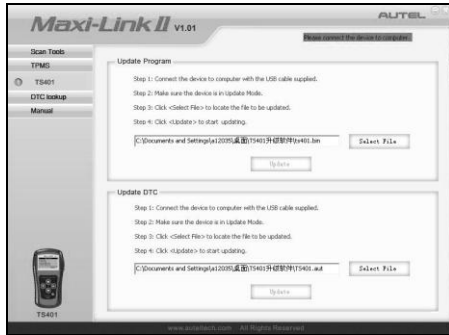 Maxi-Link II V1.01
AUTEL
Please connect the device to computer.
Scan Tools
TPMS
TS401
DTC lookup
Manual
Update Program
Step 1: Connect the device to computer with the USB cable supplied.
Step 2: Make sure the device is in Update Mode.
Step 3: Click <Select File> to locate the file to be updated.
Step 4: Click <Update> to start updating.
C:\Documents and Settings\a12035\桌面\TS401升级软件\ts401.bin
Select File
Update
Update DTC
Step 1: Connect the device to computer with the USB cable supplied.
Step 2: Make sure the device is in Update Mode.
Step 3: Click <Select File> to locate the file to be updated.
Step 4: Click <Update> to start updating.
C:\Documents and Settings\a12035\桌面\TS401升级软件\TS401.aut
Select File
Update
TS401
www.auteltech.com All Rights Reserved